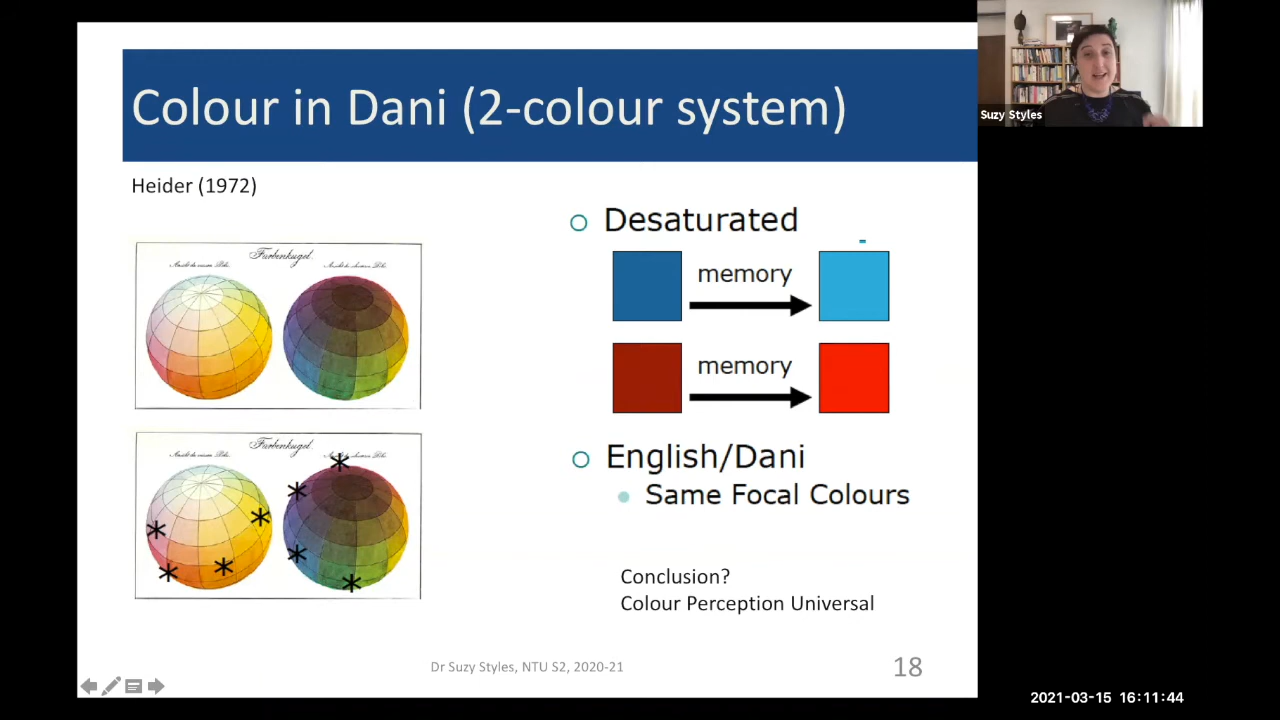 Colour in Dani (2-colour system)
Suzy Styles
Heider (1972)
Farbenkugel.
Desaturated
memory
memory
Farbenkugel.
English/Dani
Same Focal Colours
Conclusion?
Colour Perception Universal
Dr Suzy Styles, NTU S2, 2020-21
18
2021-03-15 16:11:44